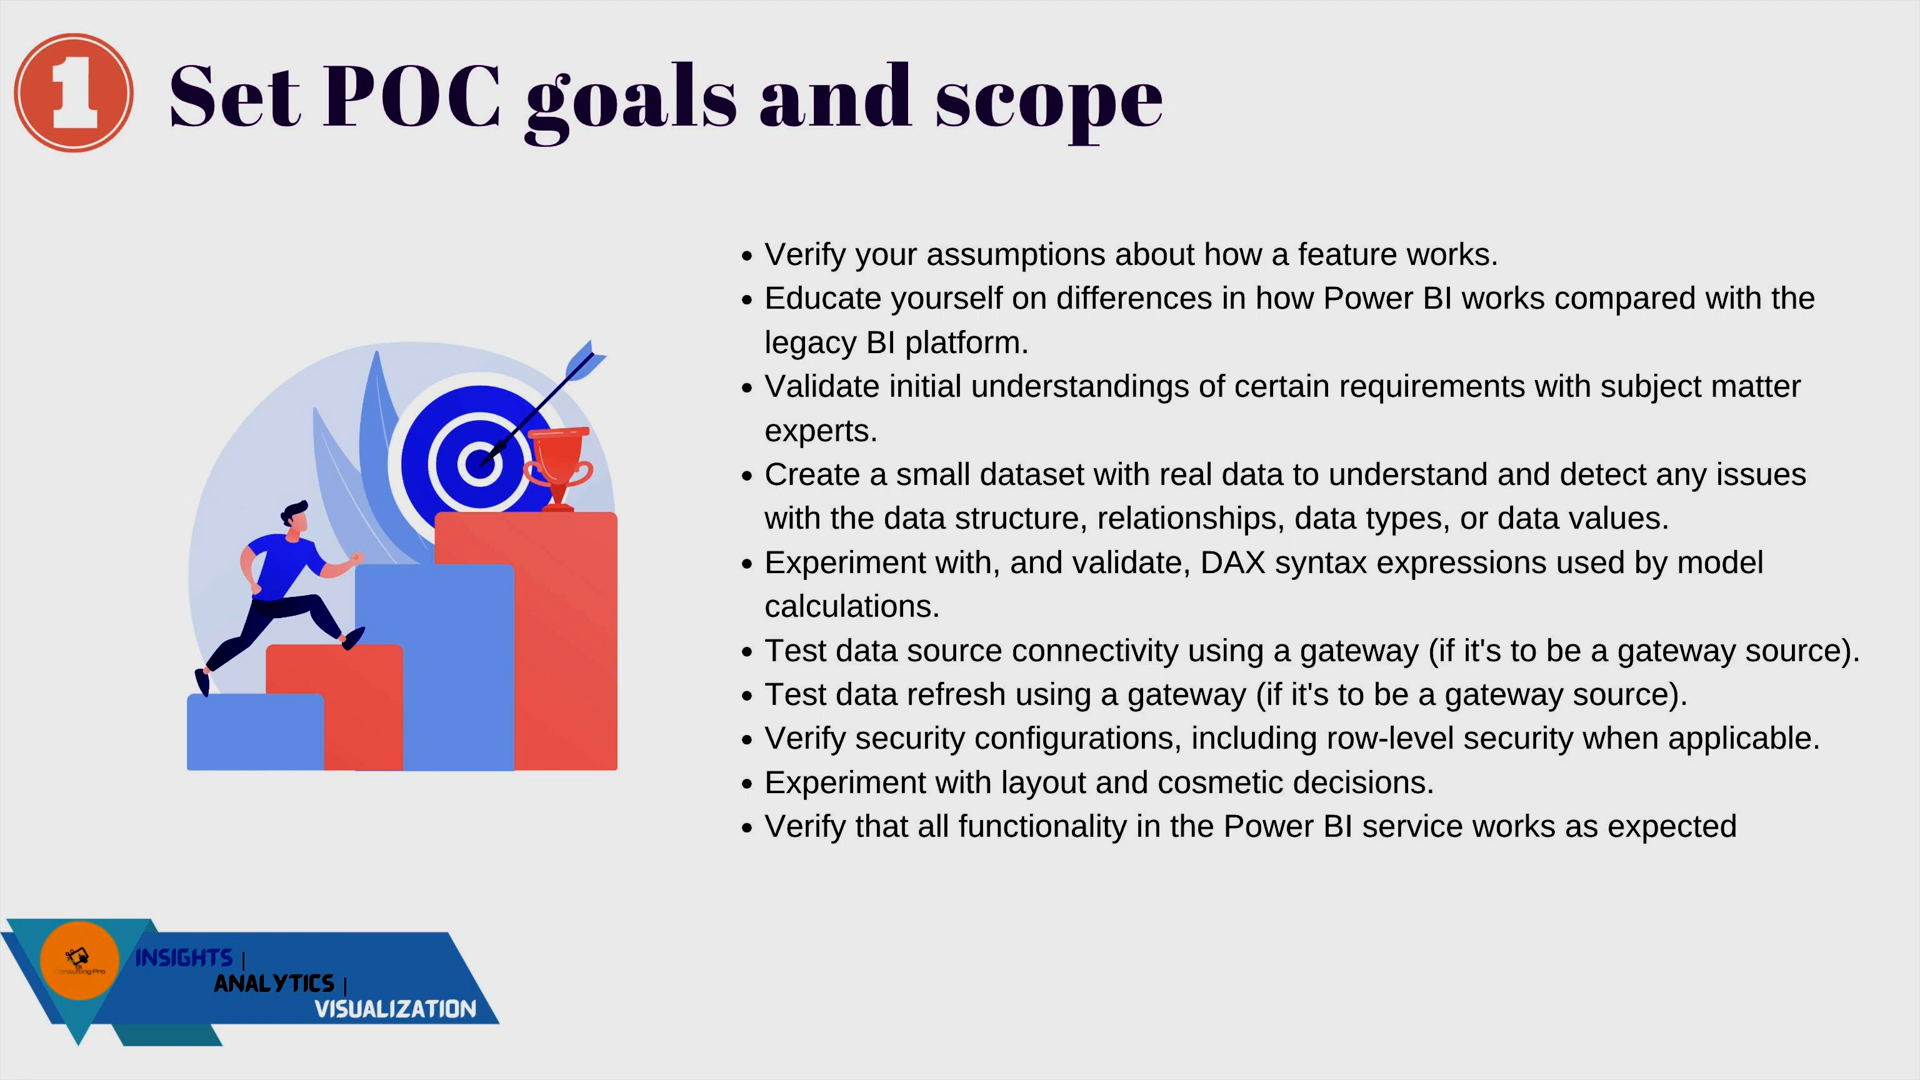 1
Set POC goals and scope
• Verify your assumptions about how a feature works.
• Educate yourself on differences in how Power BI works compared with the
legacy BI platform.
• Validate initial understandings of certain requirements with subject matter
experts.
• Create a small dataset with real data to understand and detect any issues
with the data structure, relationships, data types, or data values.
• Experiment with, and validate, DAX syntax expressions used by model
calculations.
• Test data source connectivity using a gateway (if it's to be a gateway source).
• Test data refresh using a gateway (if it's to be a gateway source).
• Verify security configurations, including row-level security when applicable.
• Experiment with layout and cosmetic decisions.
• Verify that all functionality in the Power BI service works as expected
INSIGHTS |
ANALYTICS |
VISUALIZATION